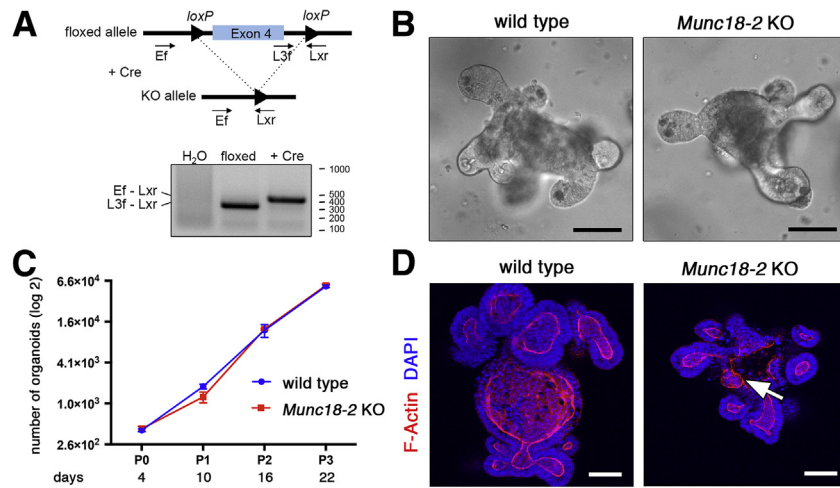 A
loxP loxP
floxed allele Exon 4
Ef L3f Lxr
+ Cre
KO allele
Ef Lxr
H2O floxed + Cre
1000
Ef - Lxr
L3f - Lxr
500
400
300
200
100
B
wild type Munc18-2 KO
C
number of organoids (log 2)
6.6×10⁴
1.6×10⁴
4.1×10³
1.0×10³
2.6×10²
wild type
Munc18-2 KO
P0 P1 P2 P3
days 4 10 16 22
D
wild type Munc18-2 KO
F-Actin DAPI